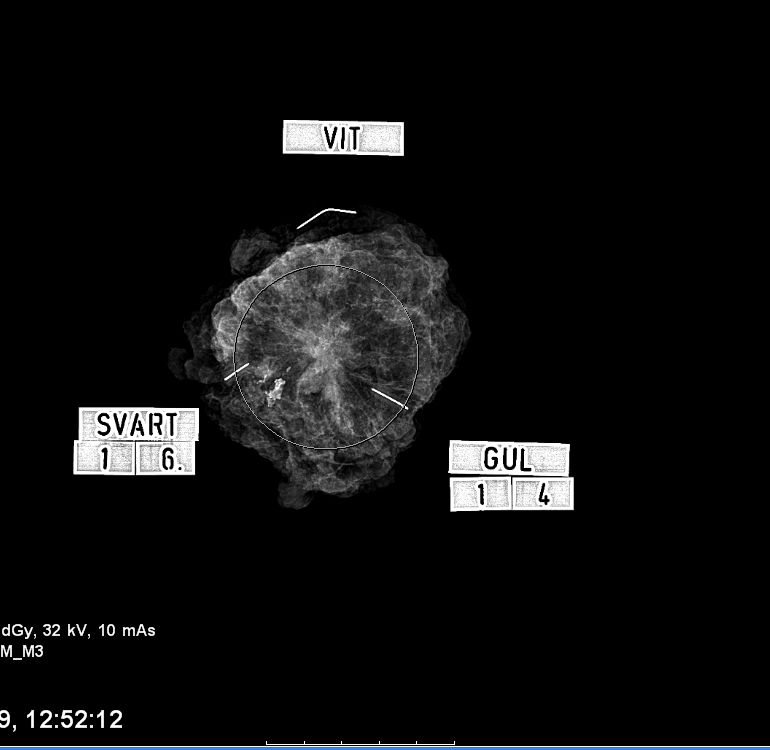 VIT
SVART
1 6.
GUL
1 4
dGy, 32 kV, 10 mAs
M_M3
9, 12:52:12